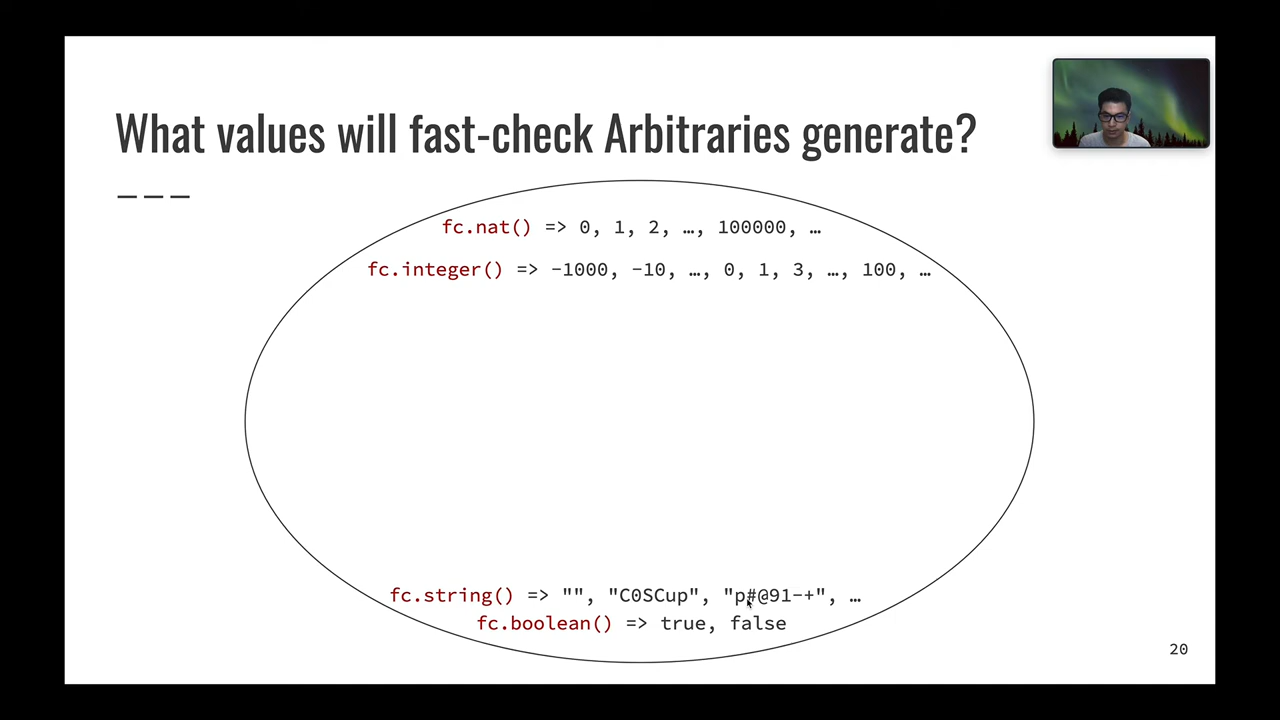 What values will fast-check Arbitraries generate?
fc.nat() => 0, 1, 2, …, 100000, …
fc.integer() => -1000, -10, …, 0, 1, 3, …, 100, …
fc.string() => "", "C0SCup", "p#@91-+", …
fc.boolean() => true, false
20